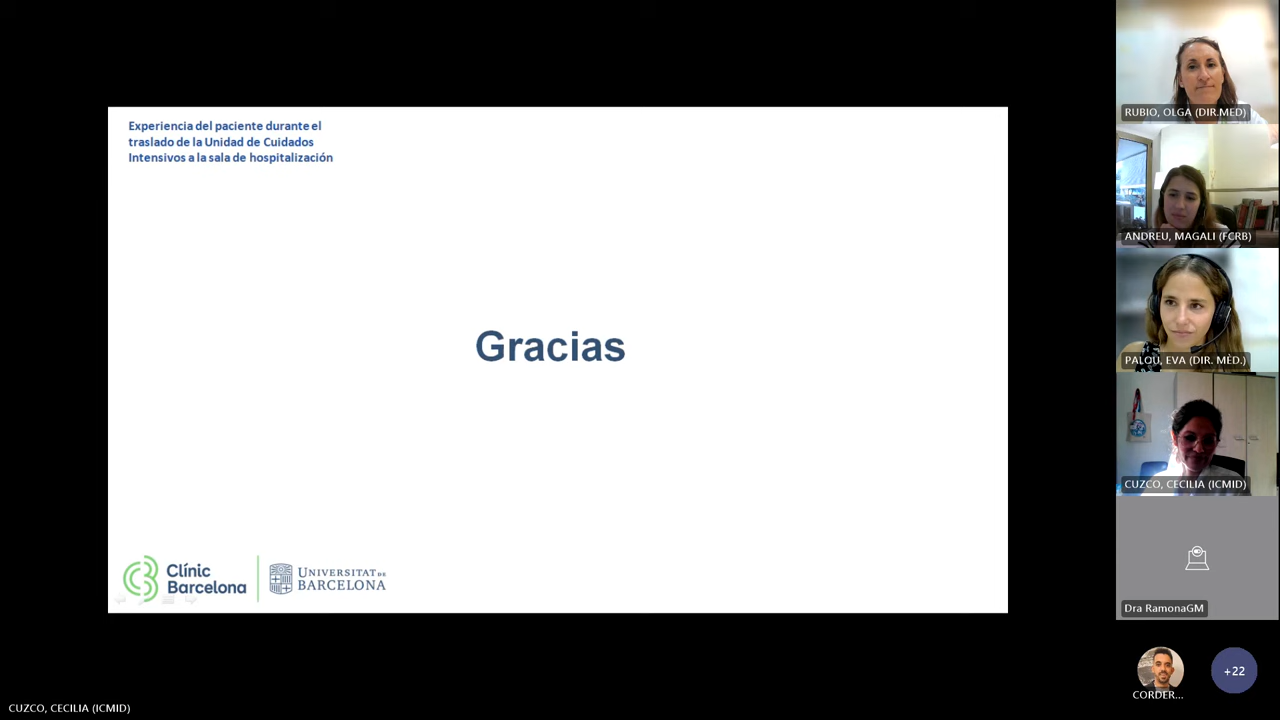 Experiencia del paciente durante el
traslado de la Unidad de Cuidados
Intensivos a la sala de hospitalización
Gracias
Clínic
Barcelona
UNIVERSITAT DE
BARCELONA
RUBIO, OLGA (DIR.MED)
ANDREU, MAGALI (FCRB)
PALOU, EVA (DIR. MÈD.)
CUZCO, CECILIA (ICMID)
Dra RamonaGM
CORDER...
+22
CUZCO, CECILIA (ICMID)